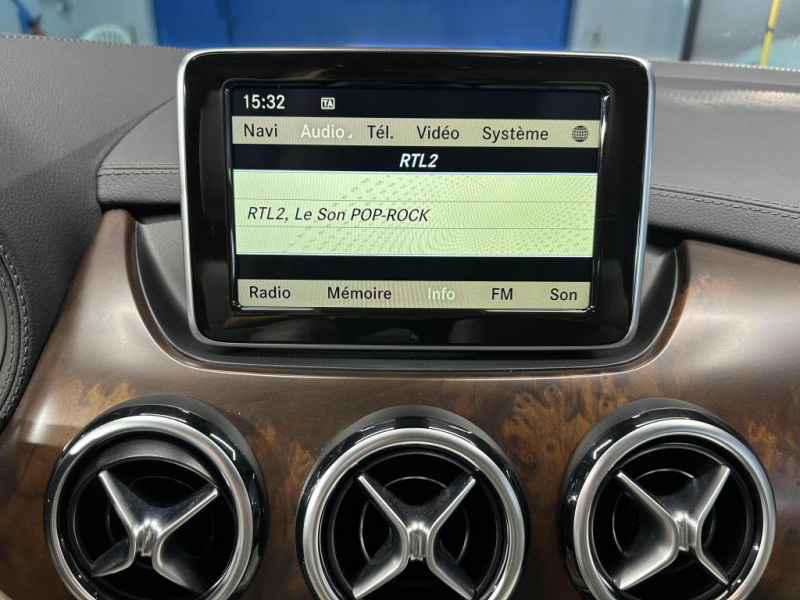 15:32 TA
Navi Audio Tél. Vidéo Système
RTL2
RTL2, Le Son POP-ROCK
Radio Mémoire Info FM Son